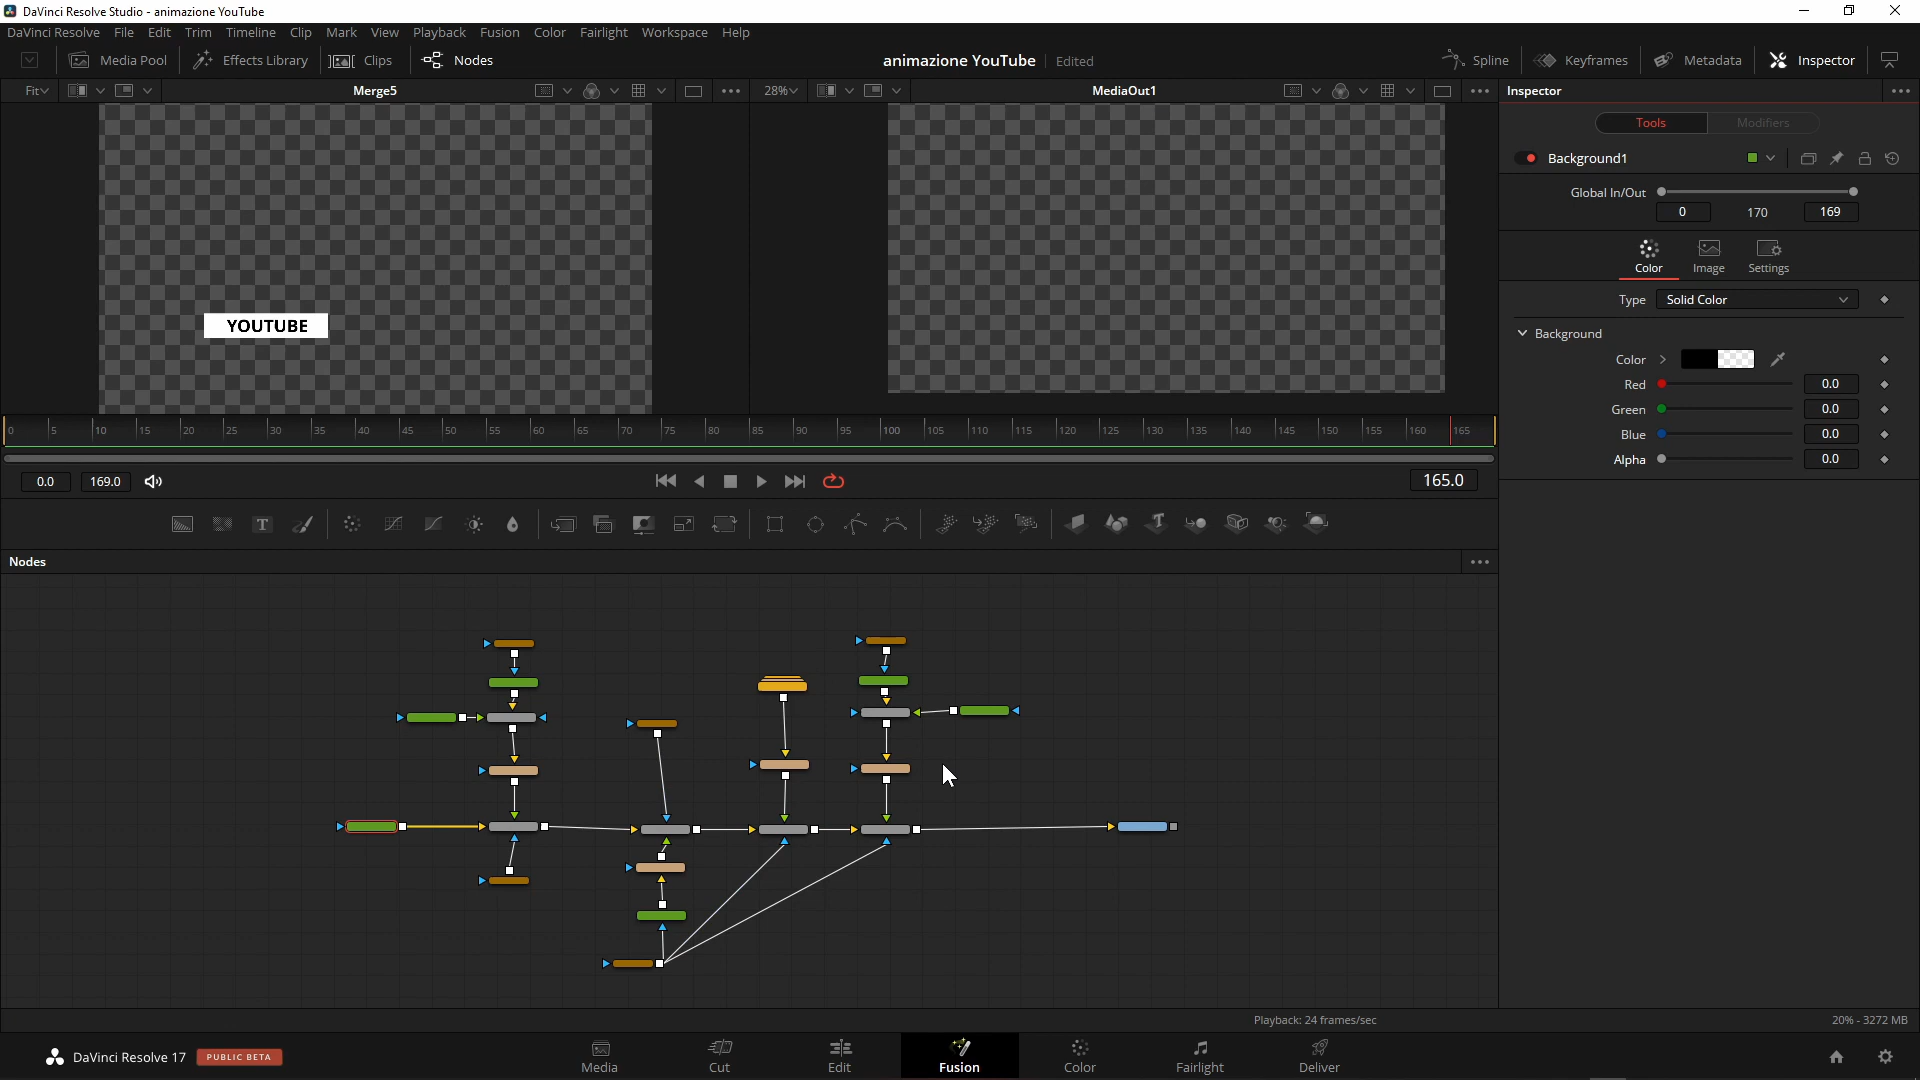 DaVinci Resolve Studio - animazione YouTube
DaVinci Resolve File Edit Trim Timeline Clip Mark View Playback Fusion Color Fairlight Workspace Help
Media Pool Effects Library Clips Nodes animazione YouTube Edited Spline Keyframes Metadata Inspector
Fit Merge5 28% MediaOut1 Inspector
Tools Modifiers
Background1
Global In/Out
0 170 169
Color Image Settings
Type Solid Color
Background
Color
Red 0.0
Green 0.0
Blue 0.0
Alpha 0.0
YOUTUBE
0 5 10 15 20 25 30 35 40 45 50 55 60 65 70 75 80 85 90 95 100 105 110 115 120 125 130 135 140 145 150 155 160 165
0.0 169.0 165.0
T T
Nodes
Playback: 24 frames/sec 20% - 3272 MB
DaVinci Resolve 17 PUBLIC BETA
Media Cut Edit Fusion Color Fairlight Deliver